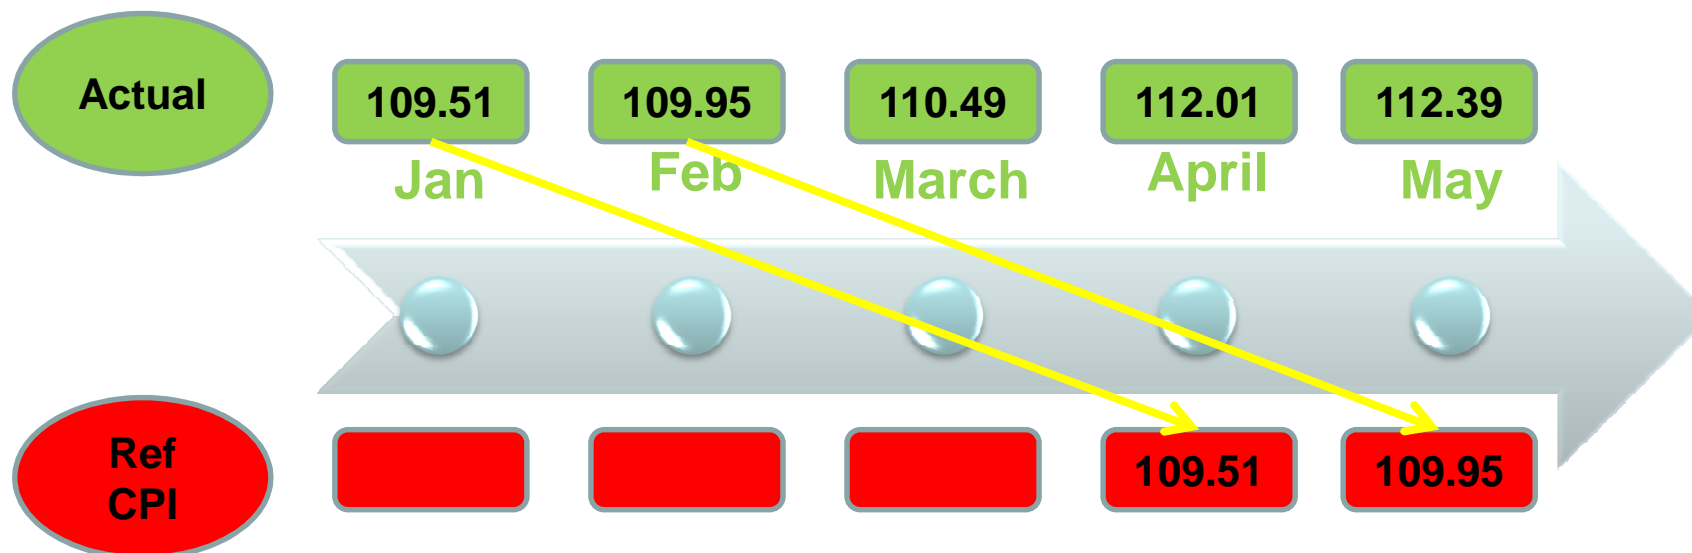 Actual
109.51
109.95
110.49
112.01
112.39
Jan
Feb
March
April
May
Ref
CPI
109.51
109.95